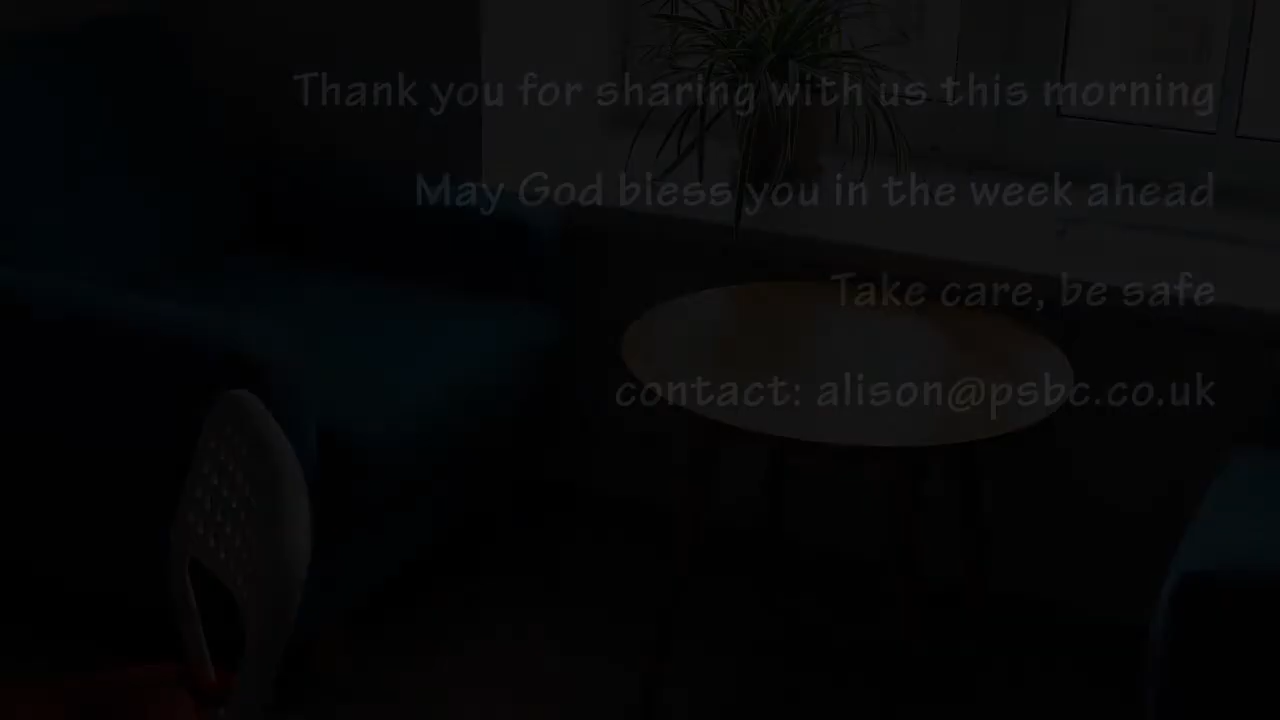 Thank you for sharing with us this morning
May God bless you in the week ahead
Take care, be safe
contact: alison@psbc.co.uk